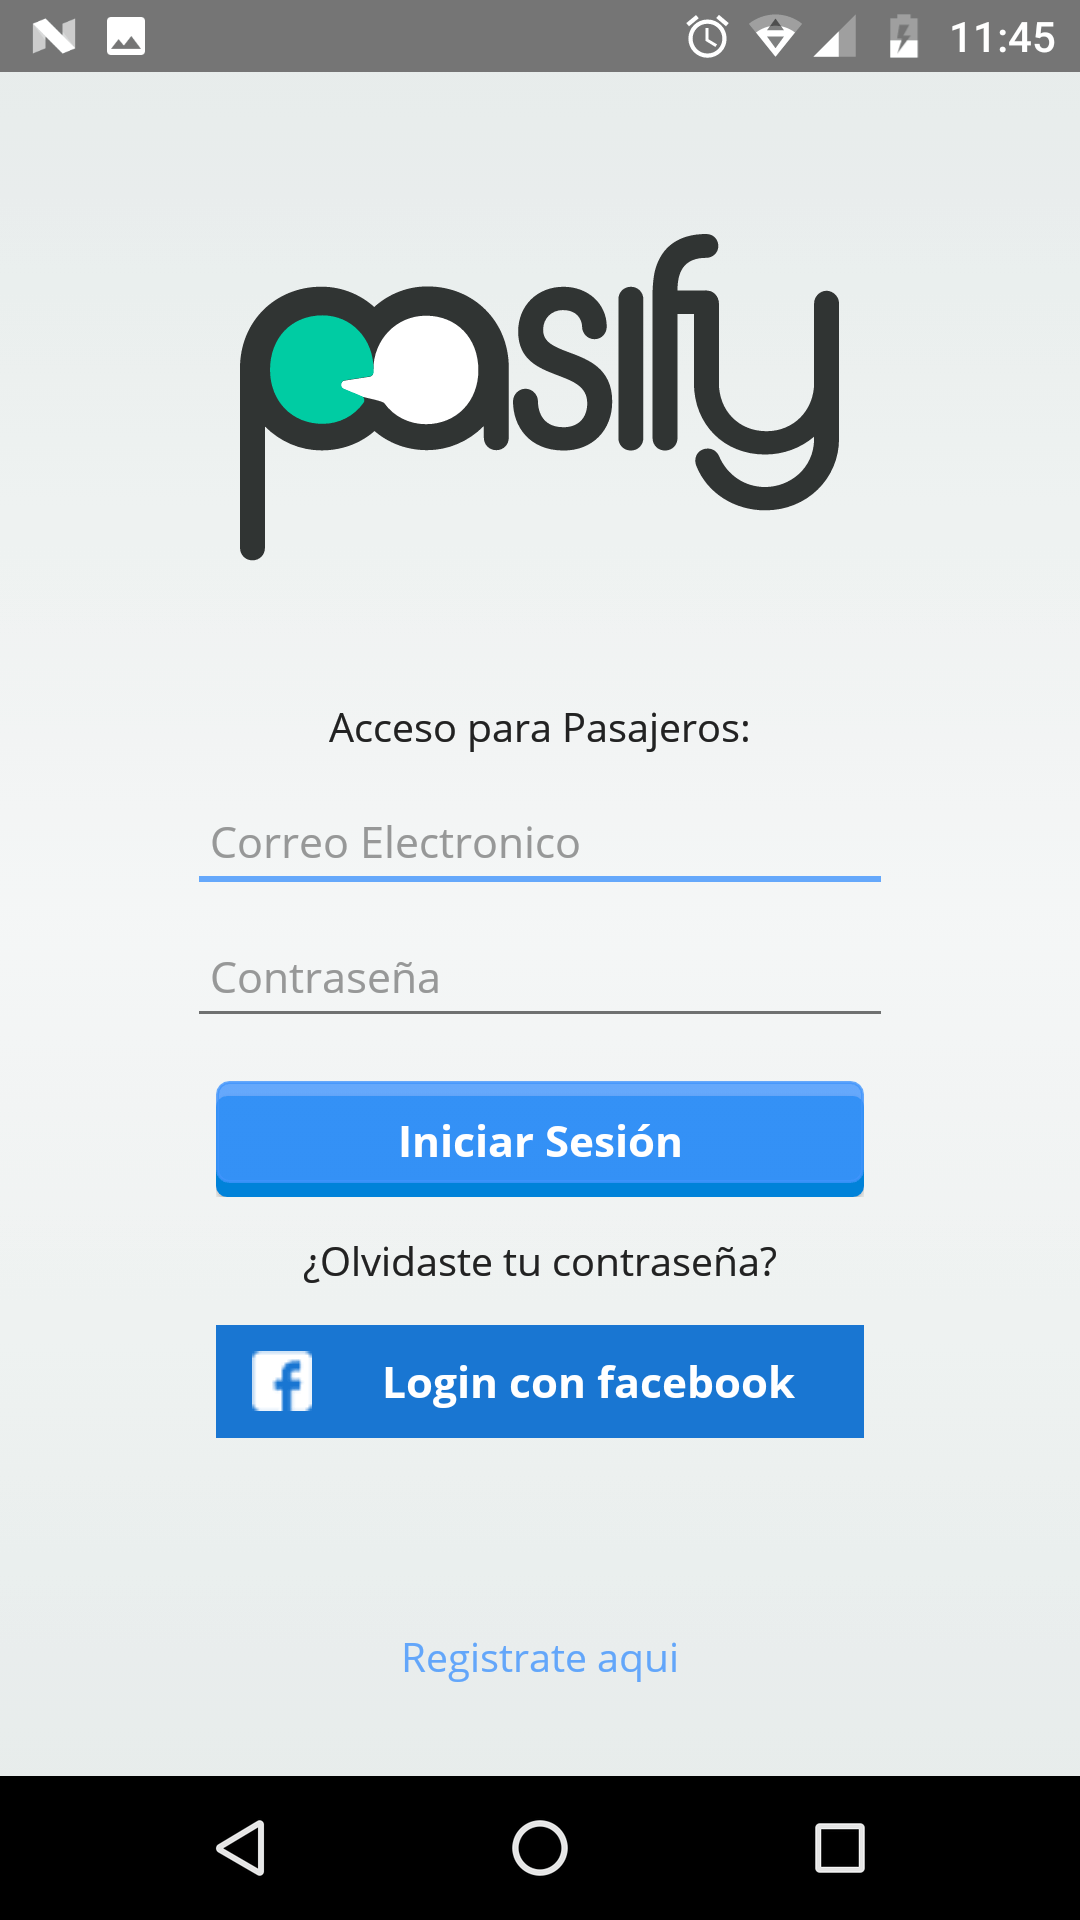 11:45
pasify
Acceso para Pasajeros:
Correo Electronico
Contraseña
Iniciar Sesión
¿Olvidaste tu contraseña?
Login con facebook
Registrate aqui